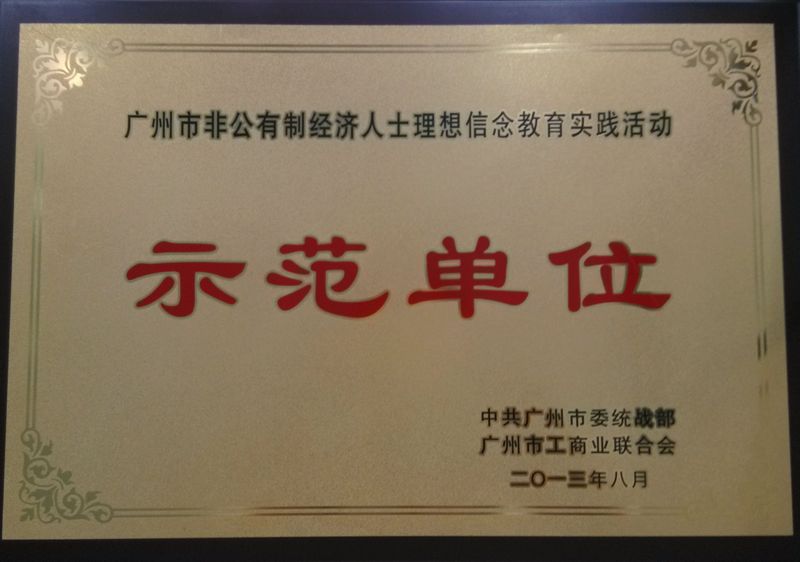 广州市非公有制经济人士理想信念教育实践活动
示范单位
中共广州市委统战部
广州市工商业联合会
二〇一三年八月